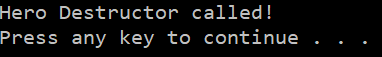 Hero Destructor called!
Press any key to continue . . .